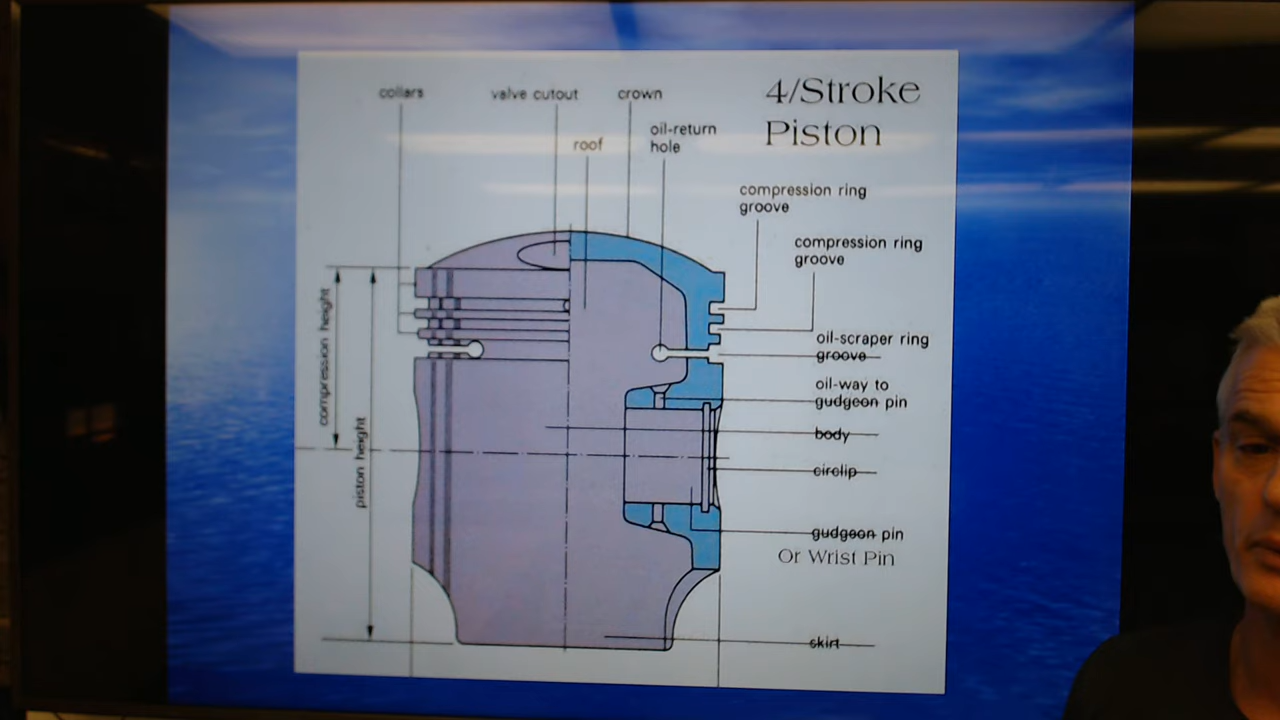 4/Stroke
Piston
collars
valve cutout
crown
roof
oil-return
hole
compression ring
groove
compression ring
groove
oil-scraper ring
groove
oil-way to
gudgeon pin
body
circlip
gudgeon pin
Or Wrist Pin
skirt
compression height
piston height